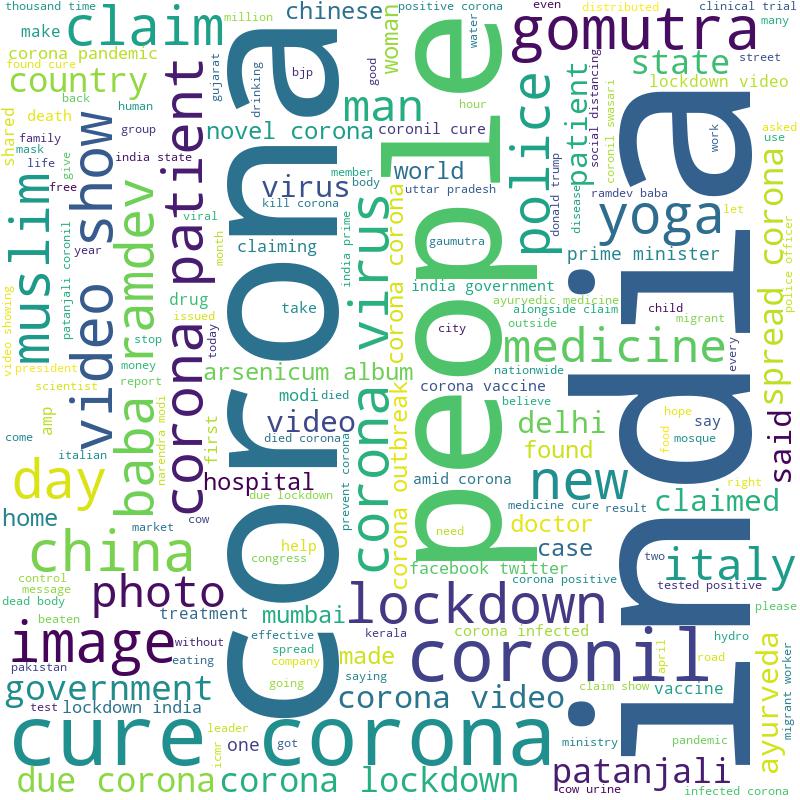 thousand time
claim
make
million
chinese
positive corona
even
distributed
clinical trial
gomutra
many
corona pandemic
found cure
country
back
human
gujarat
corona
bjp
drinking
good
woman
water
man
people
hour
police
patient
social distancing
state
street
lockdown video
coronil swasari
india
work
asked
use
shared
death
family
mask
life
give
free
group
india state
novel corona
coronil cure
virus
kill corona
member
body
world
uttar pradesh
donald trump
disease
ramdev baba
yoga
let
muslim
video show
year
patanjali coronil
baba ramdev
viral
corona patient
month
claiming
corona virus
india prime
corona outbreak
corona corona
gaumutra
prime minister
spread corona
police officer
india government
ayurvedic medicine
alongside claim
outside
child
migrant
video showing
drug
issued
take
stop
today
city
medicine
every
president
money
scientist
report
arsenicum album
nationwide
amp
narendra modi
modi
died
corona vaccine
believe
first
video
died corona
prevent corona
delhi
hope
say
food
mosque
said
come
italian
day
hospital
amid corona
found
new
right
home
market
cow
due lockdown
medicine cure
result
claimed
china
help
congress
need
doctor
case
facebook twitter
two
italy
control
message
dead body
photo
corona positive
tested positive
beaten
treatment
mumbai
lockdown
please
image
without
effective
spread
kerala
corona infected
hydro
pakistan
eating
company
made
coronil
april
road
ayurveda
migrant worker
government
going
saying
claim show
vaccine
test
lockdown india
corona video
cure
leader
one
got
icmr
corona
ministry
pandemic
due corona
corona lockdown
patanjali
cow urine
infected corona